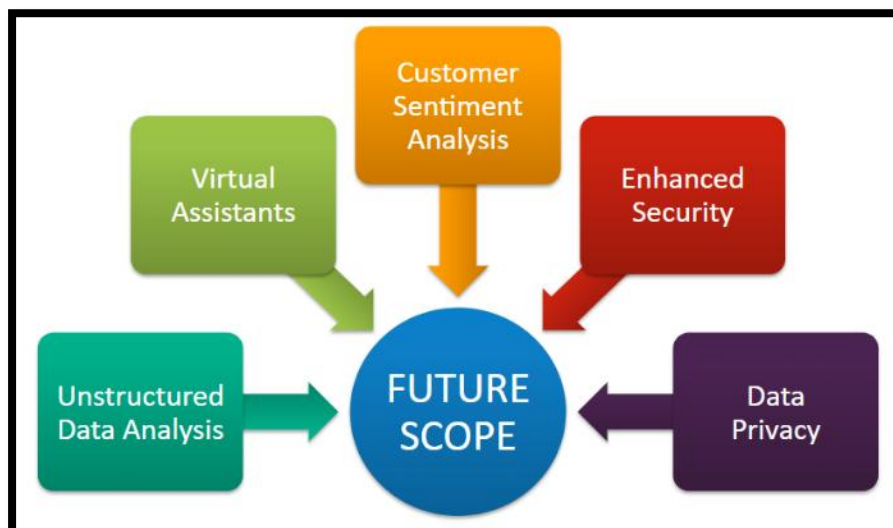 Customer
Sentiment
Analysis
Virtual
Assistants
Enhanced
Security
Unstructured
Data Analysis
FUTURE
SCOPE
Data
Privacy